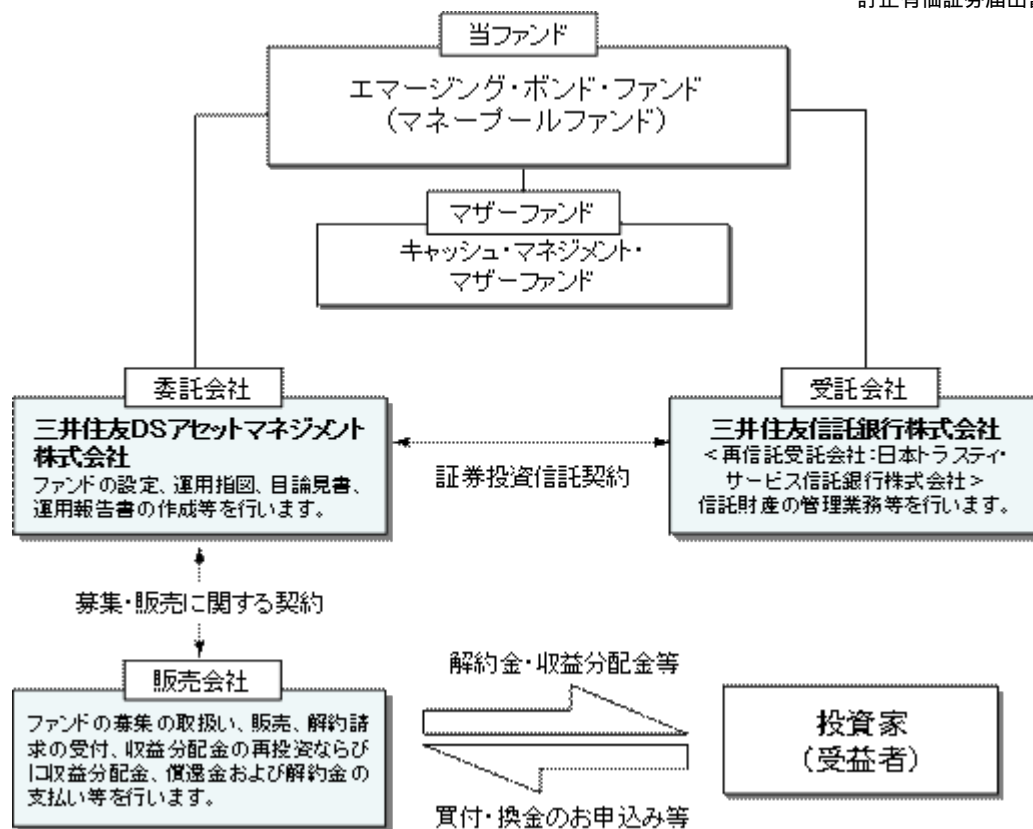 当ファンド
エマージング・ボンド・ファンド
（マネープールファンド）
マザーファンド
キャッシュ・マネジメント・
マザーファンド
委託会社
三井住友DSアセットマネジメント
株式会社
ファンドの設定、運用指図、目論見書、
運用報告書の作成等を行います。
証券投資信託契約
受託会社
三井住友信託銀行株式会社
＜再信託受託会社：日本トラスティ・
サービス信託銀行株式会社＞
信託財産の管理業務等を行います。
募集・販売に関する契約
販売会社
ファンドの募集の取扱い、販売、解約請
求の受付、収益分配金の再投資ならび
に収益分配金、償還金および解約金の
支払い等を行います。
解約金・収益分配金等
買付・換金のお申込み等
投資家
（受益者）